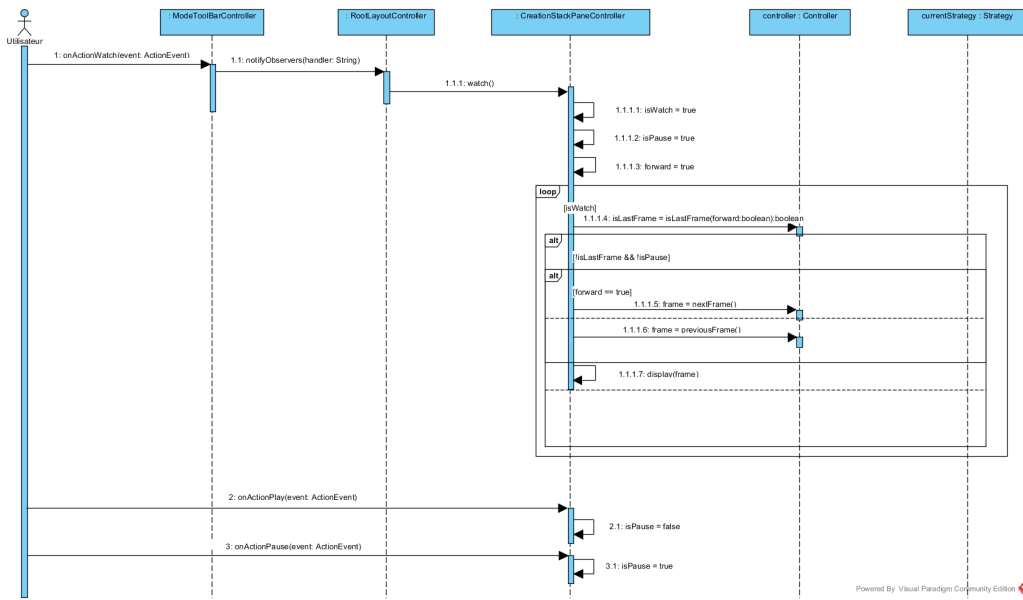 : ModeToolBarController
: RootLayoutController
: CreationStackPaneController
controller : Controller
currentStrategy : Strategy
Utilisateur
1: onActionWatch(event: ActionEvent)
1.1: notifyObservers(handler: String)
1.1.1: watch()
1.1.1.1: isWatch = true
1.1.1.2: isPause = true
1.1.1.3: forward = true
loop
[isWatch]
1.1.1.4: isLastFrame = isLastFrame(forward:boolean):boolean
alt
[!isLastFrame && !isPause]
alt
[forward == true]
1.1.1.5: frame = nextFrame()
1.1.1.6: frame = previousFrame()
1.1.1.7: display(frame)
2: onActionPlay(event: ActionEvent)
2.1: isPause = false
3: onActionPause(event: ActionEvent)
3.1: isPause = true
Powered By Visual Paradigm Community Edition